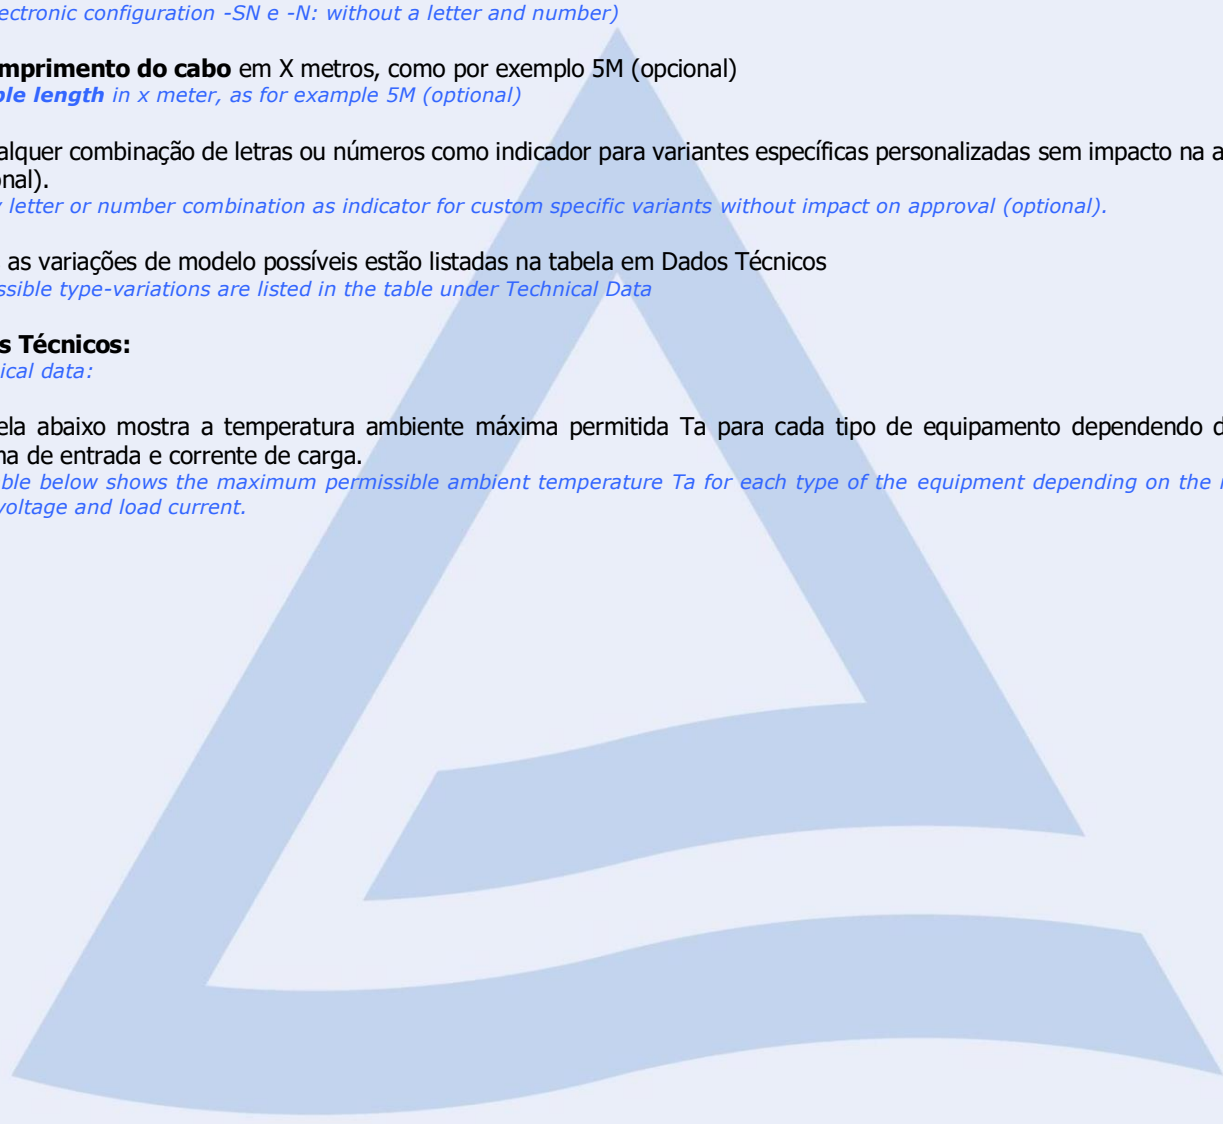 ectronic configuration -SN e -N: without a letter and number)
mprimento do cabo em X metros, como por exemplo 5M (opcional)
ble length in x meter, as for example 5M (optional)
alquer combinação de letras ou números como indicador para variantes específicas personalizadas sem impacto na a
onal).
letter or number combination as indicator for custom specific variants without impact on approval (optional).
as variações de modelo possíveis estão listadas na tabela em Dados Técnicos
ssible type-variations are listed in the table under Technical Data
s Técnicos:
ical data:
ela abaixo mostra a temperatura ambiente máxima permitida Ta para cada tipo de equipamento dependendo d
na de entrada e corrente de carga.
ble below shows the maximum permissible ambient temperature Ta for each type of the equipment depending on the
voltage and load current.